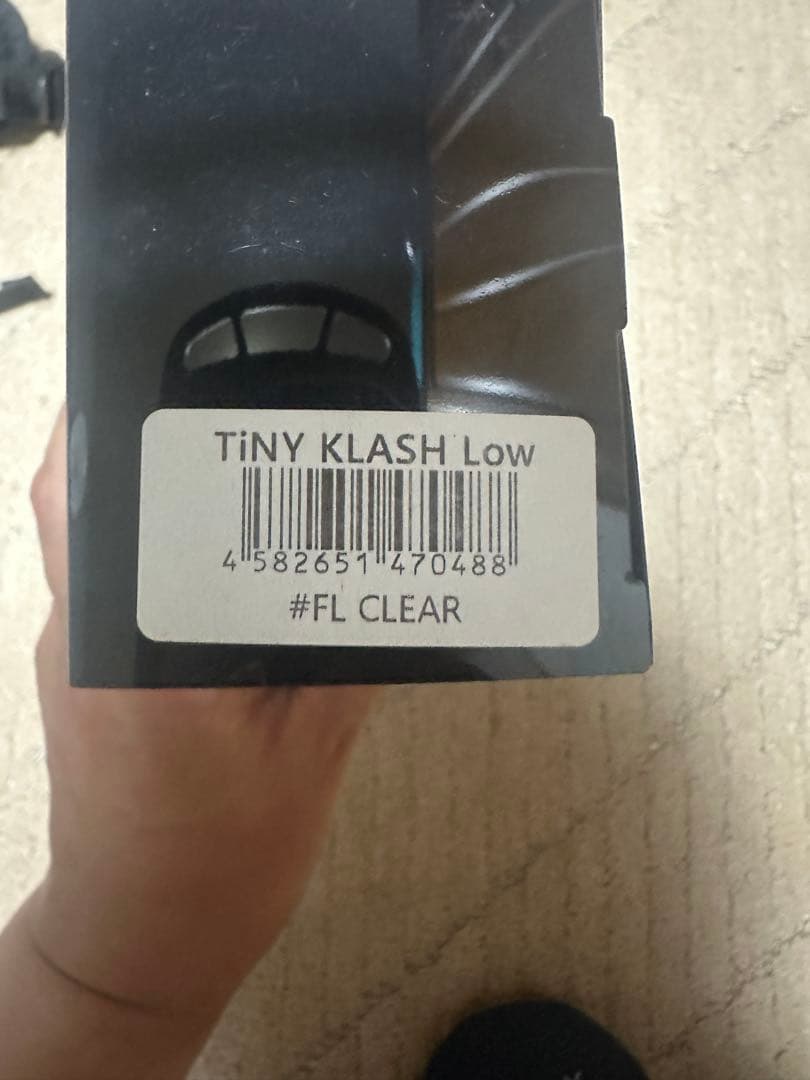 TiNY KLASH Low
4 582651 470488
#FL CLEAR